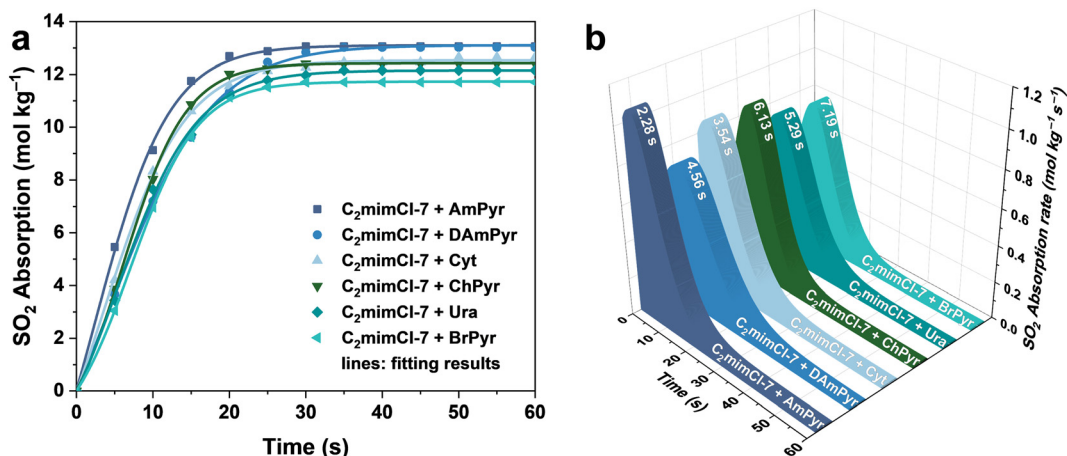 a
SO₂ Absorption (mol kg⁻¹)
14
12
10
8
6
4
2
0
0 10 20 30 40 50 60
Time (s)
C₂mimCl-7 + AmPyr
C₂mimCl-7 + DAmPyr
C₂mimCl-7 + Cyt
C₂mimCl-7 + ChPyr
C₂mimCl-7 + Ura
C₂mimCl-7 + BrPyr
lines: fitting results
b
2.28 s
4.56 s
3.54 s
6.13 s
5.29 s
7.19 s
C₂mimCl-7 + AmPyr
C₂mimCl-7 + DAmPyr
C₂mimCl-7 + Cyt
C₂mimCl-7 + ChPyr
C₂mimCl-7 + Ura
C₂mimCl-7 + BrPyr
0 10 20 30 40 50 60
Time (s)
1.2
1.0
0.8
0.6
0.4
0.2
0.0
SO₂ Absorption rate (mol kg⁻¹ s⁻¹)